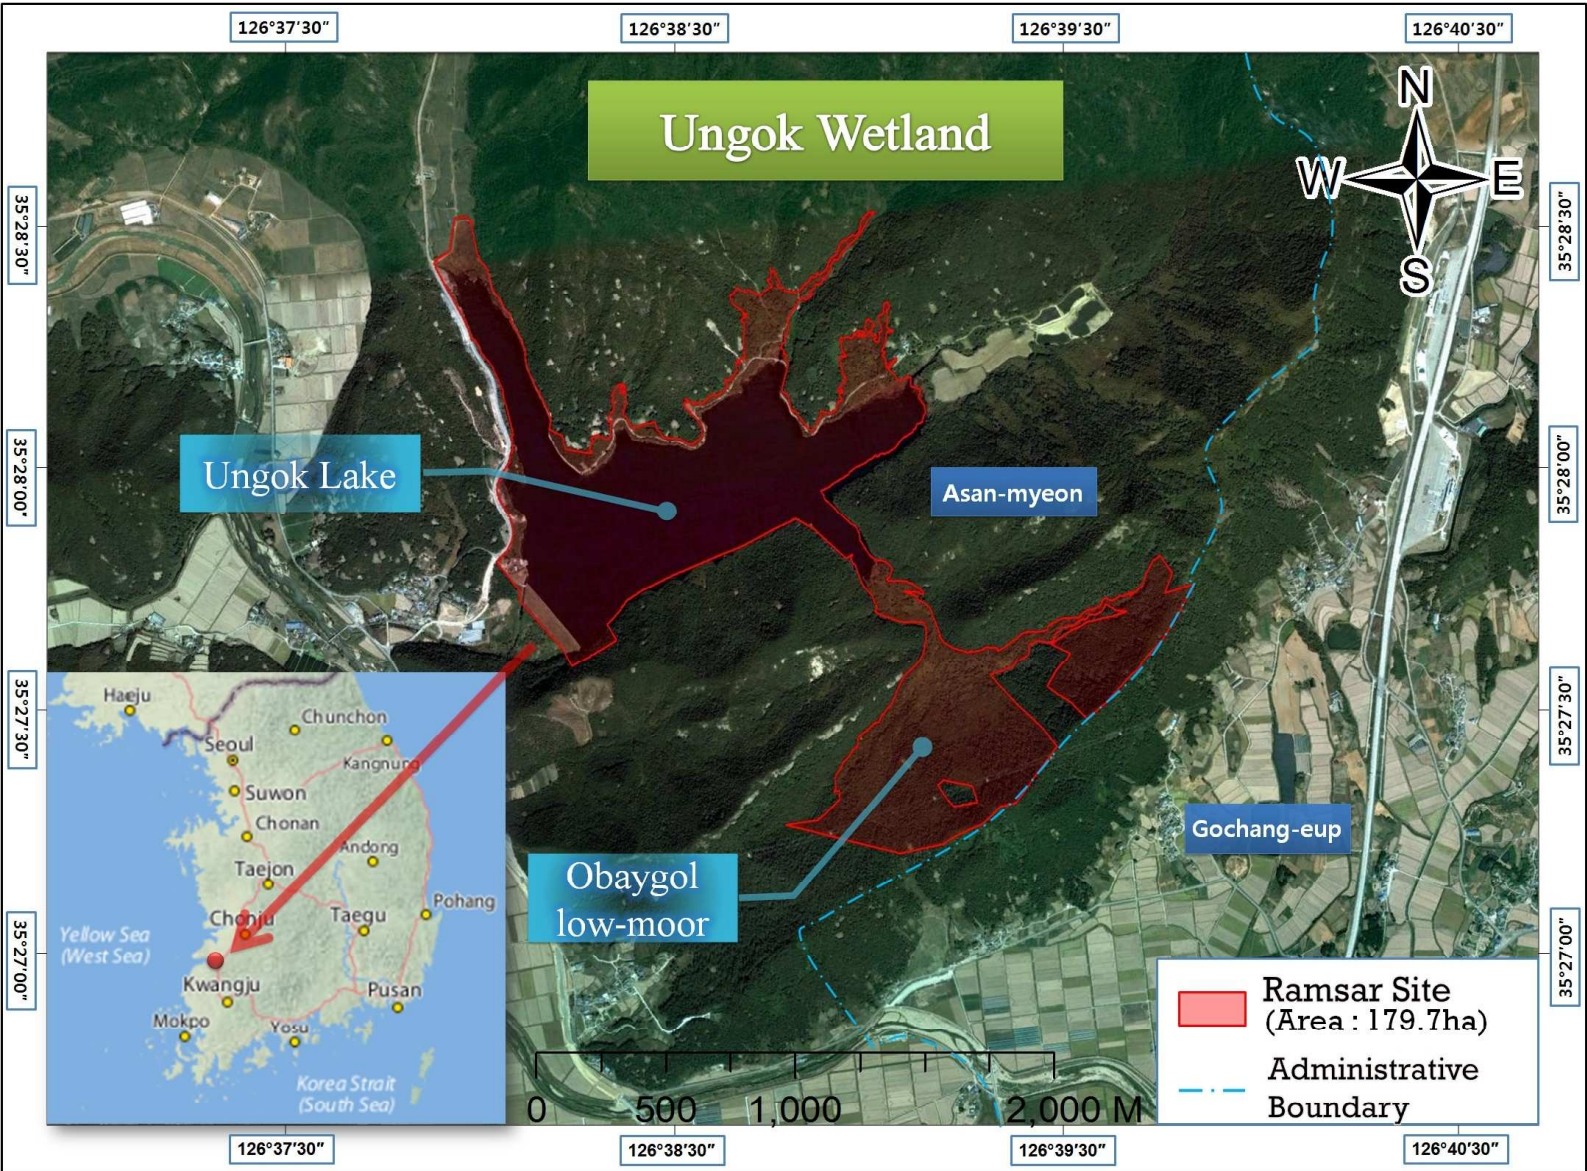 126°37'30"
126°38'30"
126°39'30"
126°40'30"
Ungok Wetland
N
W
E
S
35°28'30"
35°28'30"
Ungok Lake
Asan-myeon
35°28'00"
35°28'00"
35°27'30"
35°27'30"
Haeju
Chunchon
Seoul
Kangnung
Suwon
Chonan
Andong
Taejon
Pohang
Chonju
Taegu
Yellow Sea
(West Sea)
Kwangju
Pusan
Mokpo
Yosu
Korea Strait
(South Sea)
Gochang-eup
Obaygol
low-moor
35°27'00"
35°27'00"
Ramsar Site
(Area : 179.7ha)
Administrative
Boundary
0 500 1,000 2,000 M
126°37'30"
126°38'30"
126°39'30"
126°40'30"